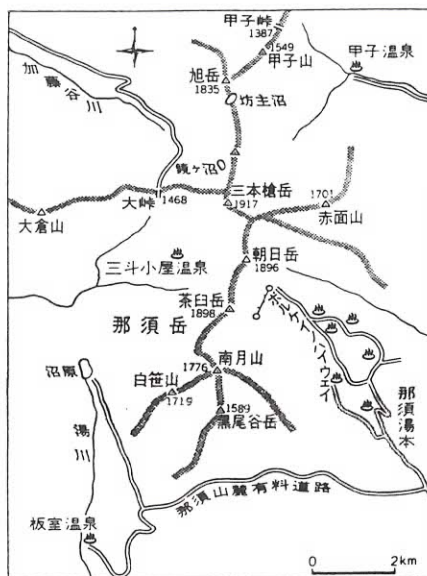 甲子峠
1387
1549
甲子山
甲子温泉
旭岳
1835
坊主沼
加藤谷川
鏡ヶ沼
三本槍岳
1917
1701
赤面山
大峠
1468
大倉山
三斗小屋温泉
朝日岳
1896
茶臼岳
1898
那須岳
ボルケイノハイウェイ
那須湯本
南月山
1776
白笹山
1719
1589
黒尾谷岳
沼原
湯川
那須山麓有料道路
板室温泉
0
2km